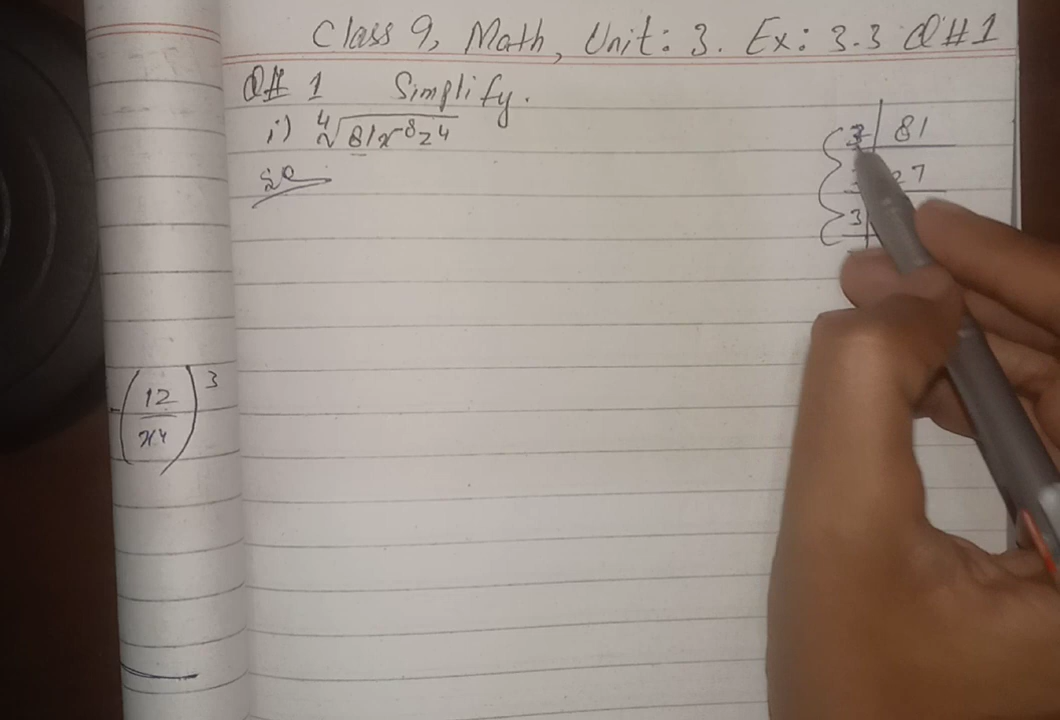 Class 9, Math, Unit: 3. Ex: 3.3 Q#1
Q# 1 Simplify.
i) ∜81x⁻⁸z⁴
Sol
3 | 81
27
3
-(12/x⁴)³